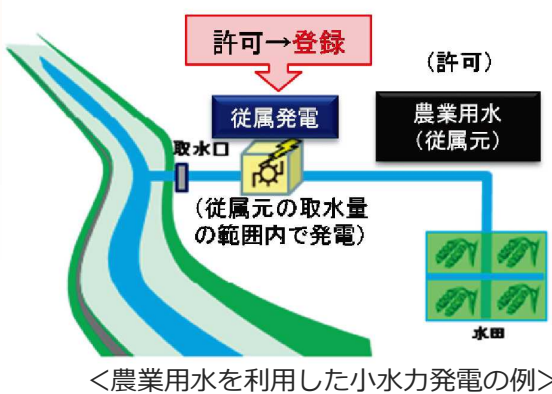 許可→登録
（許可）
従属発電
農業用水
（従属元）
取水口
（従属元の取水量
の範囲内で発電）
水田
＜農業用水を利用した小水力発電の例＞